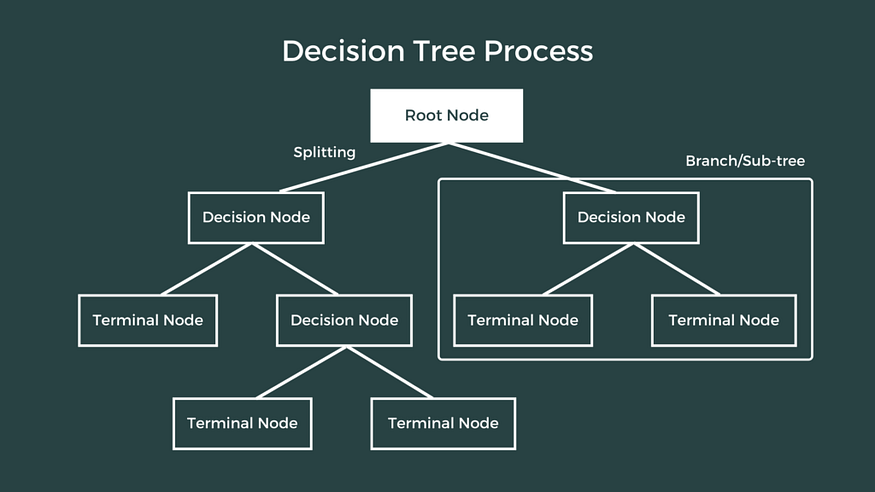 Decision Tree Process
Root Node
Splitting
Branch/Sub-tree
Decision Node
Decision Node
Terminal Node
Decision Node
Terminal Node
Terminal Node
Terminal Node
Terminal Node